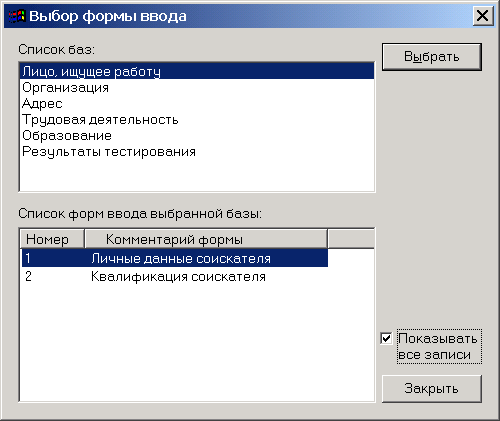 Выбор формы ввода
Список баз:
Выбрать
Лицо, ищущее работу
Организация
Адрес
Трудовая деятельность
Образование
Результаты тестирования
Список форм ввода выбранной базы:
Номер Комментарий формы
1 Личные данные соискателя
2 Квалификация соискателя
Показывать
все записи
Закрыть